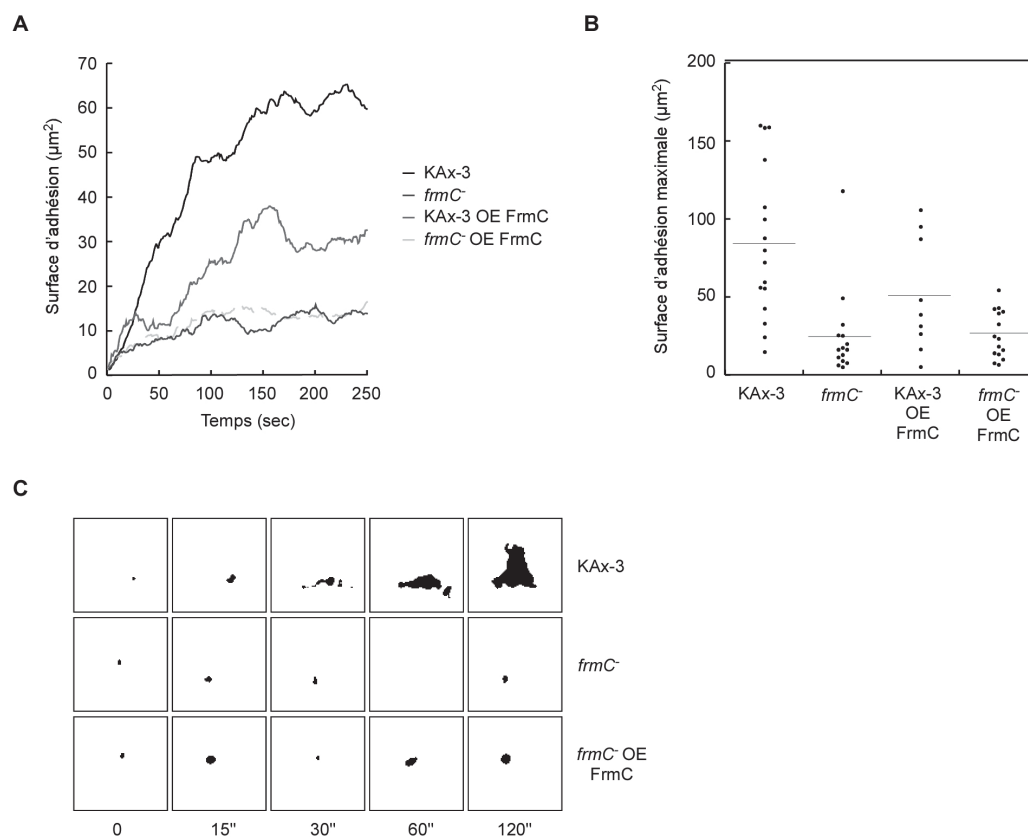 A
70
60
50
40
30
20
10
0
0 50 100 150 200 250
Temps (sec)
Surface d'adhésion (µm²)
KAx-3
frmC⁻
KAx-3 OE FrmC
frmC⁻ OE FrmC
B
200
150
100
50
0
Surface d'adhésion maximale (µm²)
KAx-3
frmC⁻
KAx-3
OE
FrmC
frmC⁻
OE
FrmC
C
KAx-3
frmC⁻
frmC⁻ OE
FrmC
0 15" 30" 60" 120"